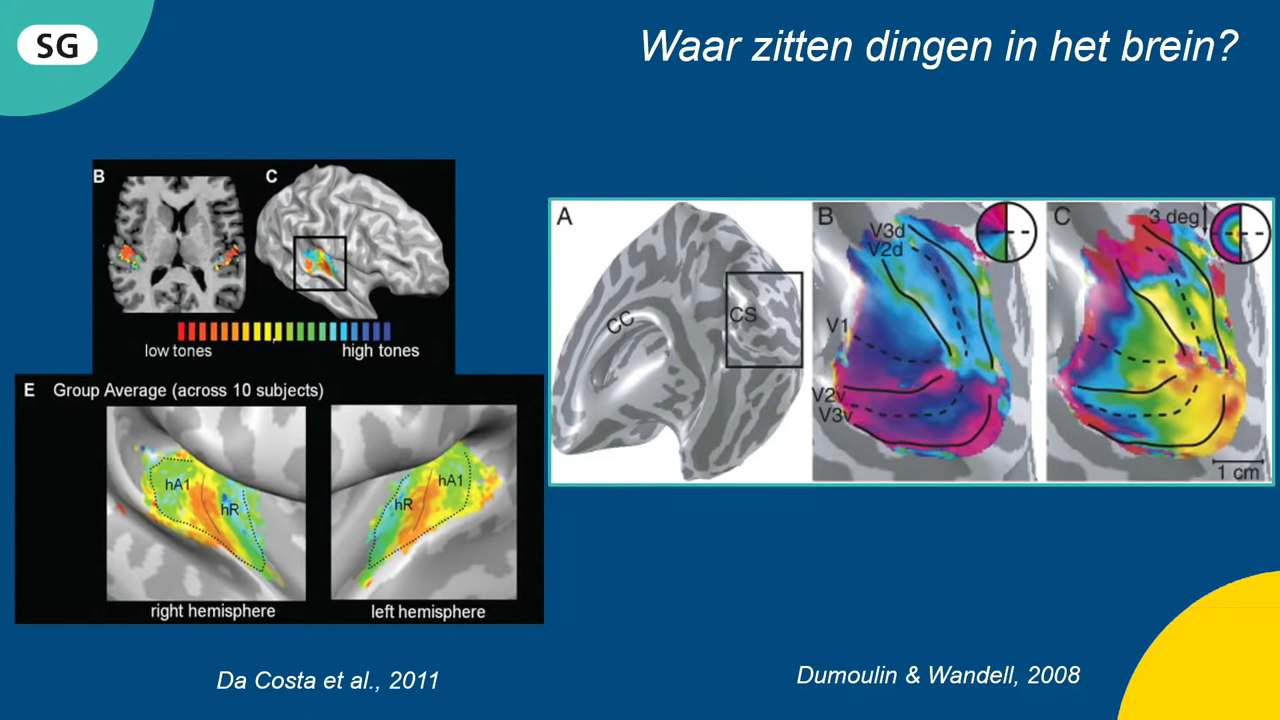 SG
Waar zitten dingen in het brein?
B
C
low tones
high tones
E Group Average (across 10 subjects)
hA1
hR
hR
hA1
right hemisphere
left hemisphere
Da Costa et al., 2011
A
CC
CS
B
V3d
V2d
V1
V2v
V3v
C
3 deg
1 cm
Dumoulin & Wandell, 2008